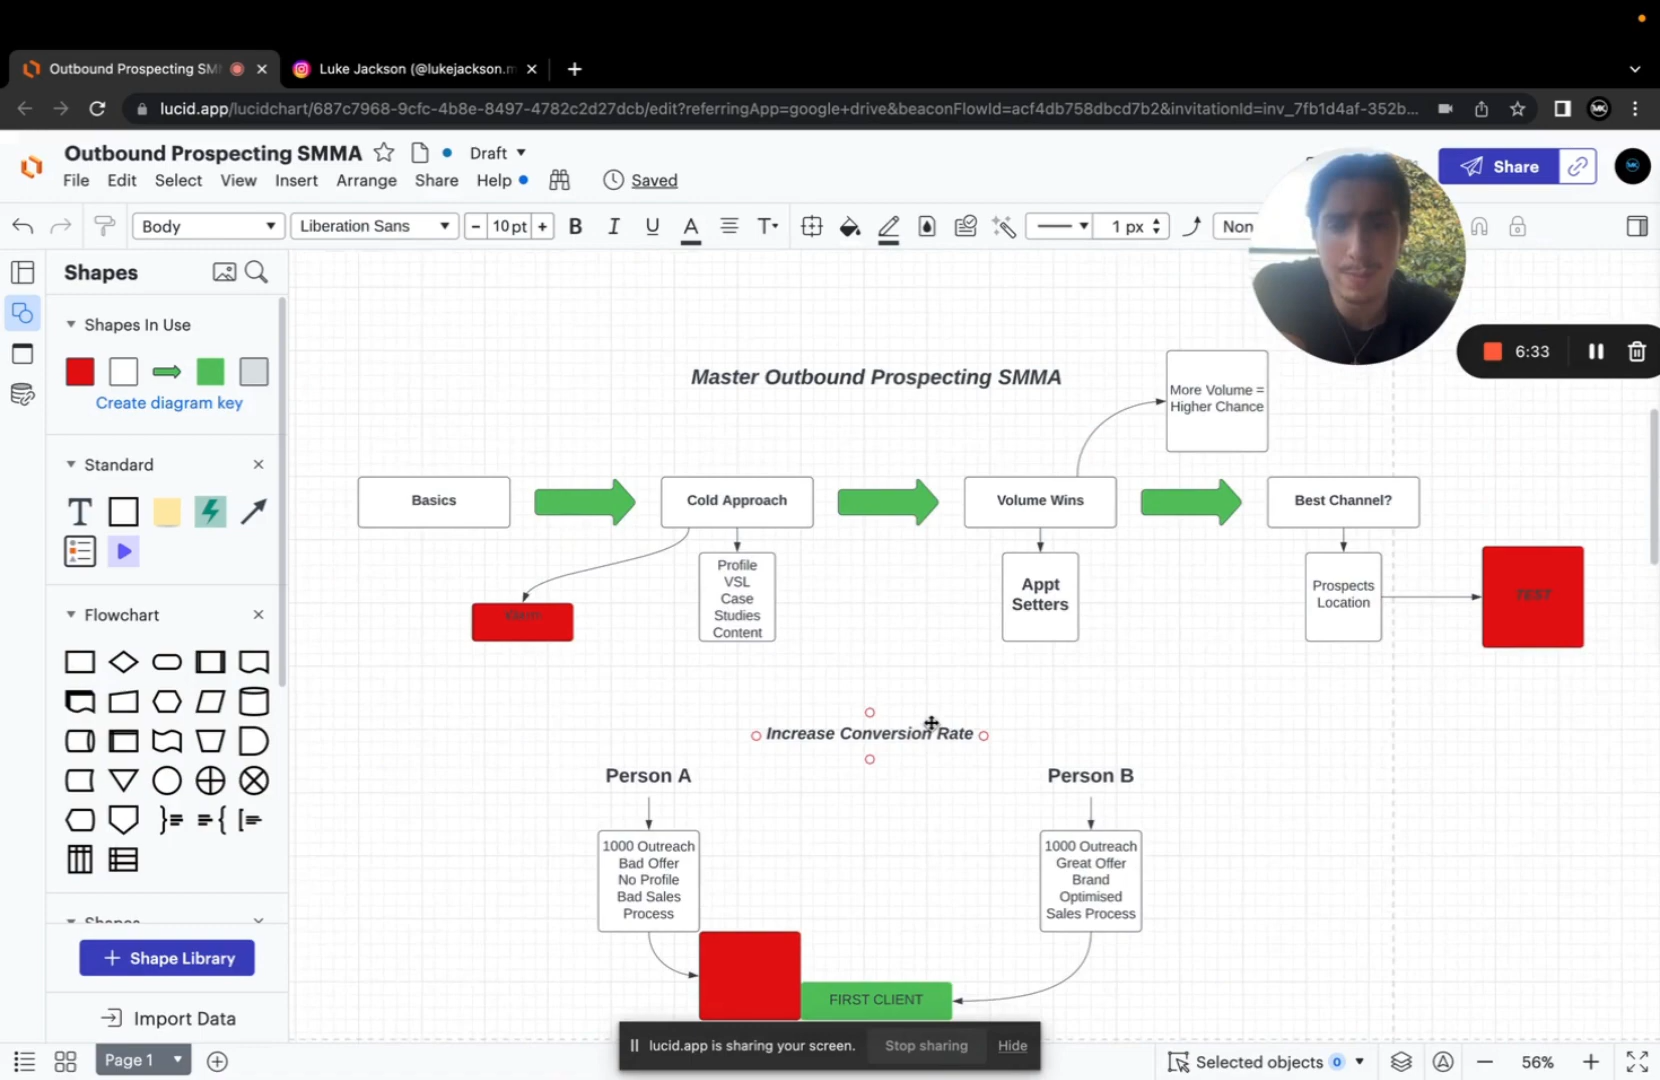 Outbound Prospecting SM
Luke Jackson (@lukejackson.m
lucid.app/lucidchart/687c7968-9cfc-4b8e-8497-4782c2d27dcb/edit?referringApp=google+drive&beaconFlowId=acf4db758dbcd7b2&invitationId=inv_7fb1d4af-352b...
Outbound Prospecting SMMA
Draft
Share
File Edit Select View Insert Arrange Share Help Saved
Body Liberation Sans - 10 pt + B I U A T 1 px Non
Shapes
6:33
Shapes In Use
Create diagram key
Standard
T
Flowchart
Shape Library
Import Data
Master Outbound Prospecting SMMA
More Volume =
Higher Chance
Basics
Cold Approach
Volume Wins
Best Channel?
Profile
VSL
Case
Studies
Content
Appt
Setters
Prospects
Location
TEST
Increase Conversion Rate
Person A
Person B
1000 Outreach
Bad Offer
No Profile
Bad Sales
Process
1000 Outreach
Great Offer
Brand
Optimised
Sales Process
FIRST CLIENT
lucid.app is sharing your screen. Stop sharing Hide
Page 1
Selected objects 0
56%